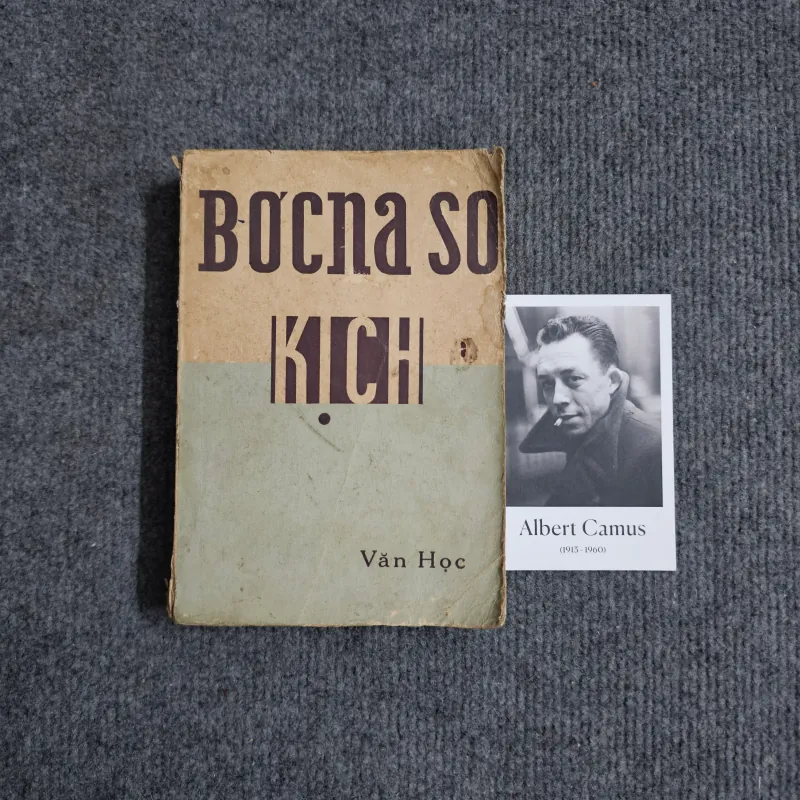 BƠCNA SO
KỊCH
Văn Học
Albert Camus
(1913 - 1960)